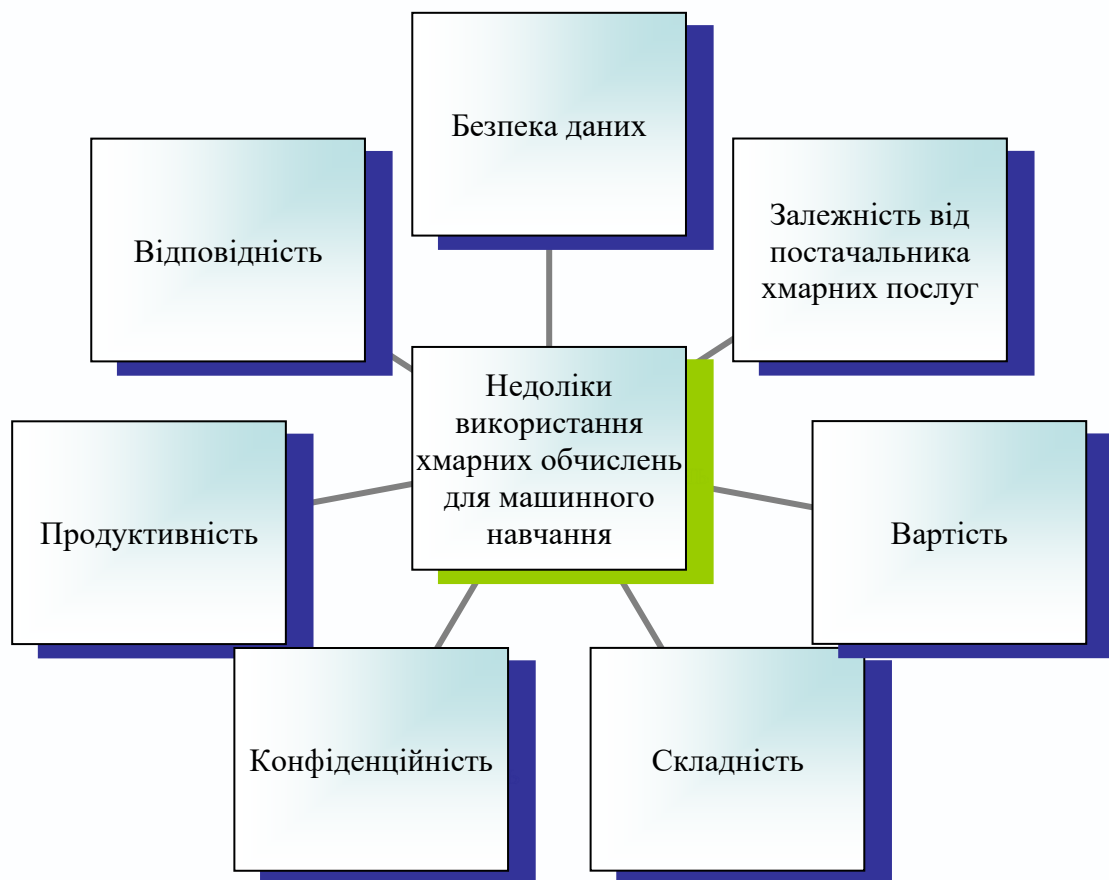 Безпека даних
Відповідність
Залежність від
постачальника
хмарних послуг
Недоліки
використання
хмарних обчислень
для машинного
навчання
Продуктивність
Вартість
Конфіденційність
Складність